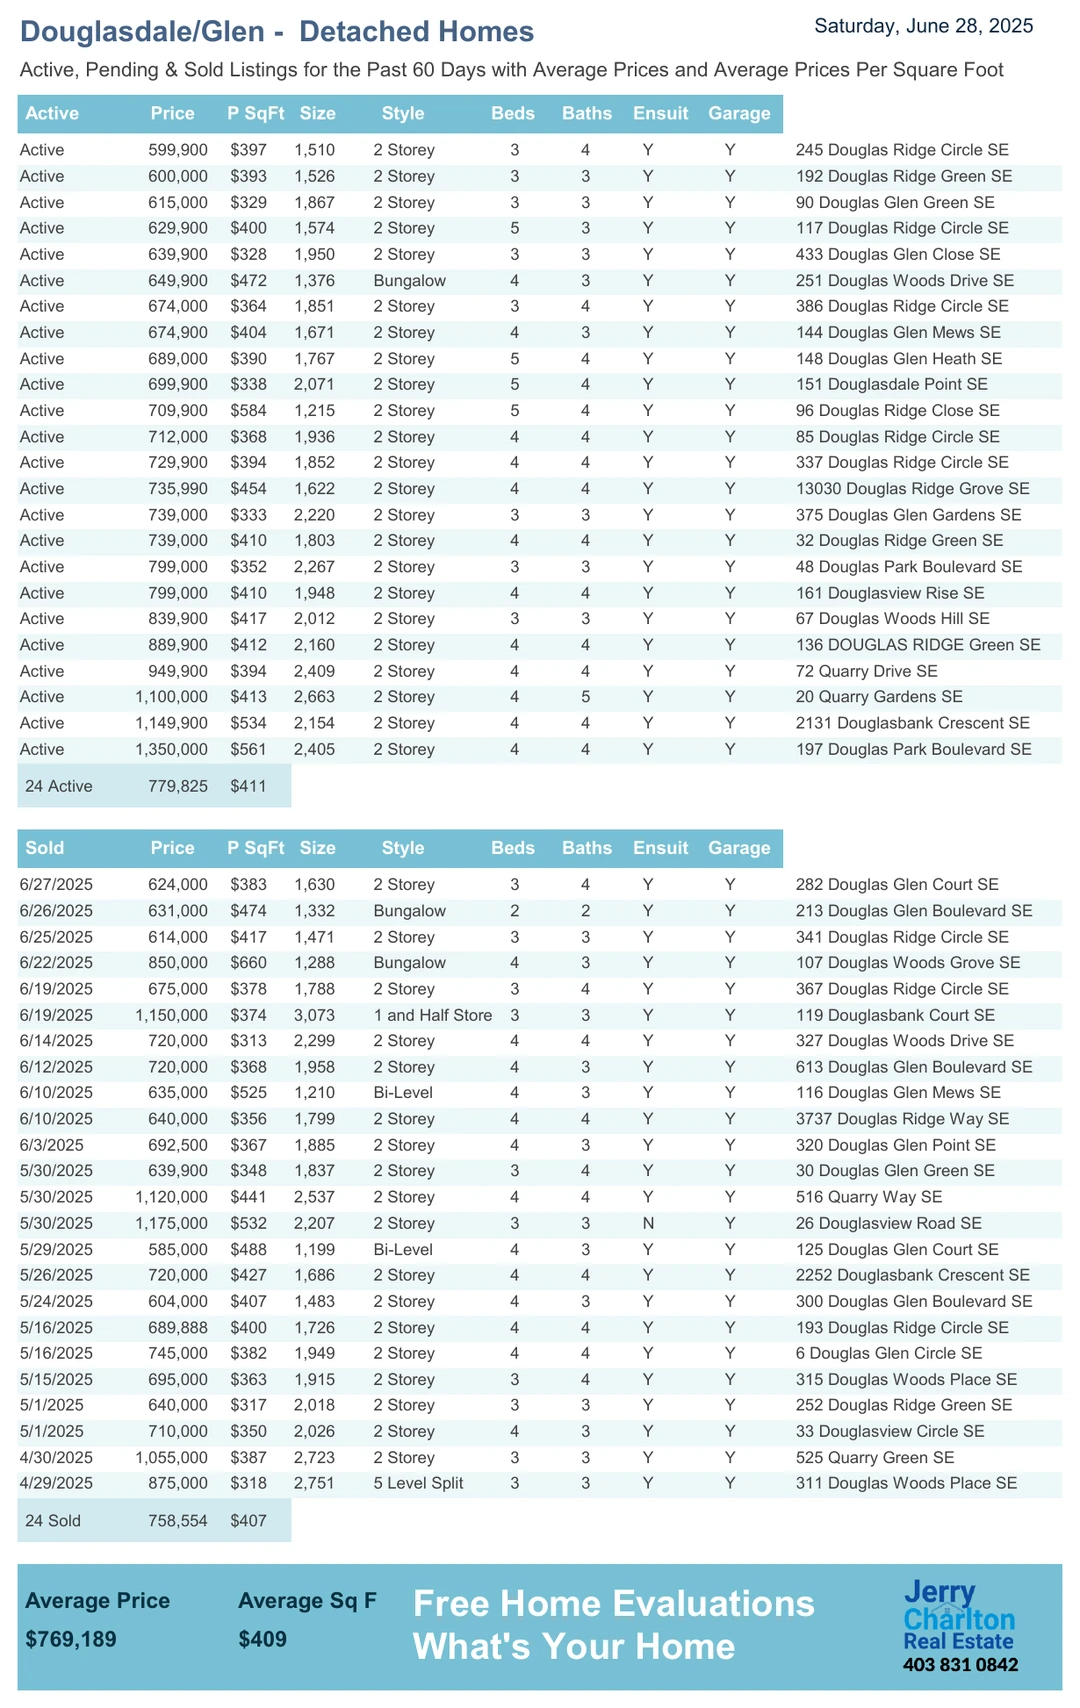 Douglasdale/Glen - Detached Homes
Saturday, June 28, 2025
Active, Pending & Sold Listings for the Past 60 Days with Average Prices and Average Prices Per Square Foot
Active Price P SqFt Size Style Beds Baths Ensuit Garage
Active 599,900 $397 1,510 2 Storey 3 4 Y Y 245 Douglas Ridge Circle SE
Active 600,000 $393 1,526 2 Storey 3 3 Y Y 192 Douglas Ridge Green SE
Active 615,000 $329 1,867 2 Storey 3 3 Y Y 90 Douglas Glen Green SE
Active 629,900 $400 1,574 2 Storey 5 3 Y Y 117 Douglas Ridge Circle SE
Active 639,900 $328 1,950 2 Storey 3 3 Y Y 433 Douglas Glen Close SE
Active 649,900 $472 1,376 Bungalow 4 3 Y Y 251 Douglas Woods Drive SE
Active 674,000 $364 1,851 2 Storey 3 4 Y Y 386 Douglas Ridge Circle SE
Active 674,900 $404 1,671 2 Storey 4 3 Y Y 144 Douglas Glen Mews SE
Active 689,000 $390 1,767 2 Storey 5 4 Y Y 148 Douglas Glen Heath SE
Active 699,900 $338 2,071 2 Storey 5 4 Y Y 151 Douglasdale Point SE
Active 709,900 $584 1,215 2 Storey 5 4 Y Y 96 Douglas Ridge Close SE
Active 712,000 $368 1,936 2 Storey 4 4 Y Y 85 Douglas Ridge Circle SE
Active 729,900 $394 1,852 2 Storey 4 4 Y Y 337 Douglas Ridge Circle SE
Active 735,990 $454 1,622 2 Storey 4 4 Y Y 13030 Douglas Ridge Grove SE
Active 739,000 $333 2,220 2 Storey 3 3 Y Y 375 Douglas Glen Gardens SE
Active 739,000 $410 1,803 2 Storey 4 4 Y Y 32 Douglas Ridge Green SE
Active 799,000 $352 2,267 2 Storey 3 3 Y Y 48 Douglas Park Boulevard SE
Active 799,000 $410 1,948 2 Storey 4 4 Y Y 161 Douglasview Rise SE
Active 839,900 $417 2,012 2 Storey 3 3 Y Y 67 Douglas Woods Hill SE
Active 889,900 $412 2,160 2 Storey 4 4 Y Y 136 DOUGLAS RIDGE Green SE
Active 949,900 $394 2,409 2 Storey 4 4 Y Y 72 Quarry Drive SE
Active 1,100,000 $413 2,663 2 Storey 4 5 Y Y 20 Quarry Gardens SE
Active 1,149,900 $534 2,154 2 Storey 4 4 Y Y 2131 Douglasbank Crescent SE
Active 1,350,000 $561 2,405 2 Storey 4 4 Y Y 197 Douglas Park Boulevard SE
24 Active 779,825 $411
Sold Price P SqFt Size Style Beds Baths Ensuit Garage
6/27/2025 624,000 $383 1,630 2 Storey 3 4 Y Y 282 Douglas Glen Court SE
6/26/2025 631,000 $474 1,332 Bungalow 2 2 Y Y 213 Douglas Glen Boulevard SE
6/25/2025 614,000 $417 1,471 2 Storey 3 3 Y Y 341 Douglas Ridge Circle SE
6/22/2025 850,000 $660 1,288 Bungalow 4 3 Y Y 107 Douglas Woods Grove SE
6/19/2025 675,000 $378 1,788 2 Storey 3 4 Y Y 367 Douglas Ridge Circle SE
6/19/2025 1,150,000 $374 3,073 1 and Half Store 3 3 Y Y 119 Douglasbank Court SE
6/14/2025 720,000 $313 2,299 2 Storey 4 4 Y Y 327 Douglas Woods Drive SE
6/12/2025 720,000 $368 1,958 2 Storey 4 3 Y Y 613 Douglas Glen Boulevard SE
6/10/2025 635,000 $525 1,210 Bi-Level 4 3 Y Y 116 Douglas Glen Mews SE
6/10/2025 640,000 $356 1,799 2 Storey 4 4 Y Y 3737 Douglas Ridge Way SE
6/3/2025 692,500 $367 1,885 2 Storey 4 3 Y Y 320 Douglas Glen Point SE
5/30/2025 639,900 $348 1,837 2 Storey 3 4 Y Y 30 Douglas Glen Green SE
5/30/2025 1,120,000 $441 2,537 2 Storey 4 4 Y Y 516 Quarry Way SE
5/30/2025 1,175,000 $532 2,207 2 Storey 3 3 N Y 26 Douglasview Road SE
5/29/2025 585,000 $488 1,199 Bi-Level 4 3 Y Y 125 Douglas Glen Court SE
5/26/2025 720,000 $427 1,686 2 Storey 4 4 Y Y 2252 Douglasbank Crescent SE
5/24/2025 604,000 $407 1,483 2 Storey 4 3 Y Y 300 Douglas Glen Boulevard SE
5/16/2025 689,888 $400 1,726 2 Storey 4 4 Y Y 193 Douglas Ridge Circle SE
5/16/2025 745,000 $382 1,949 2 Storey 4 4 Y Y 6 Douglas Glen Circle SE
5/15/2025 695,000 $363 1,915 2 Storey 3 4 Y Y 315 Douglas Woods Place SE
5/1/2025 640,000 $317 2,018 2 Storey 3 3 Y Y 252 Douglas Ridge Green SE
5/1/2025 710,000 $350 2,026 2 Storey 4 3 Y Y 33 Douglasview Circle SE
4/30/2025 1,055,000 $387 2,723 2 Storey 3 3 Y Y 525 Quarry Green SE
4/29/2025 875,000 $318 2,751 5 Level Split 3 3 Y Y 311 Douglas Woods Place SE
24 Sold 758,554 $407
Average Price Average Sq F
$769,189 $409
Free Home Evaluations
What's Your Home
Jerry
Charlton
Real Estate
403 831 0842